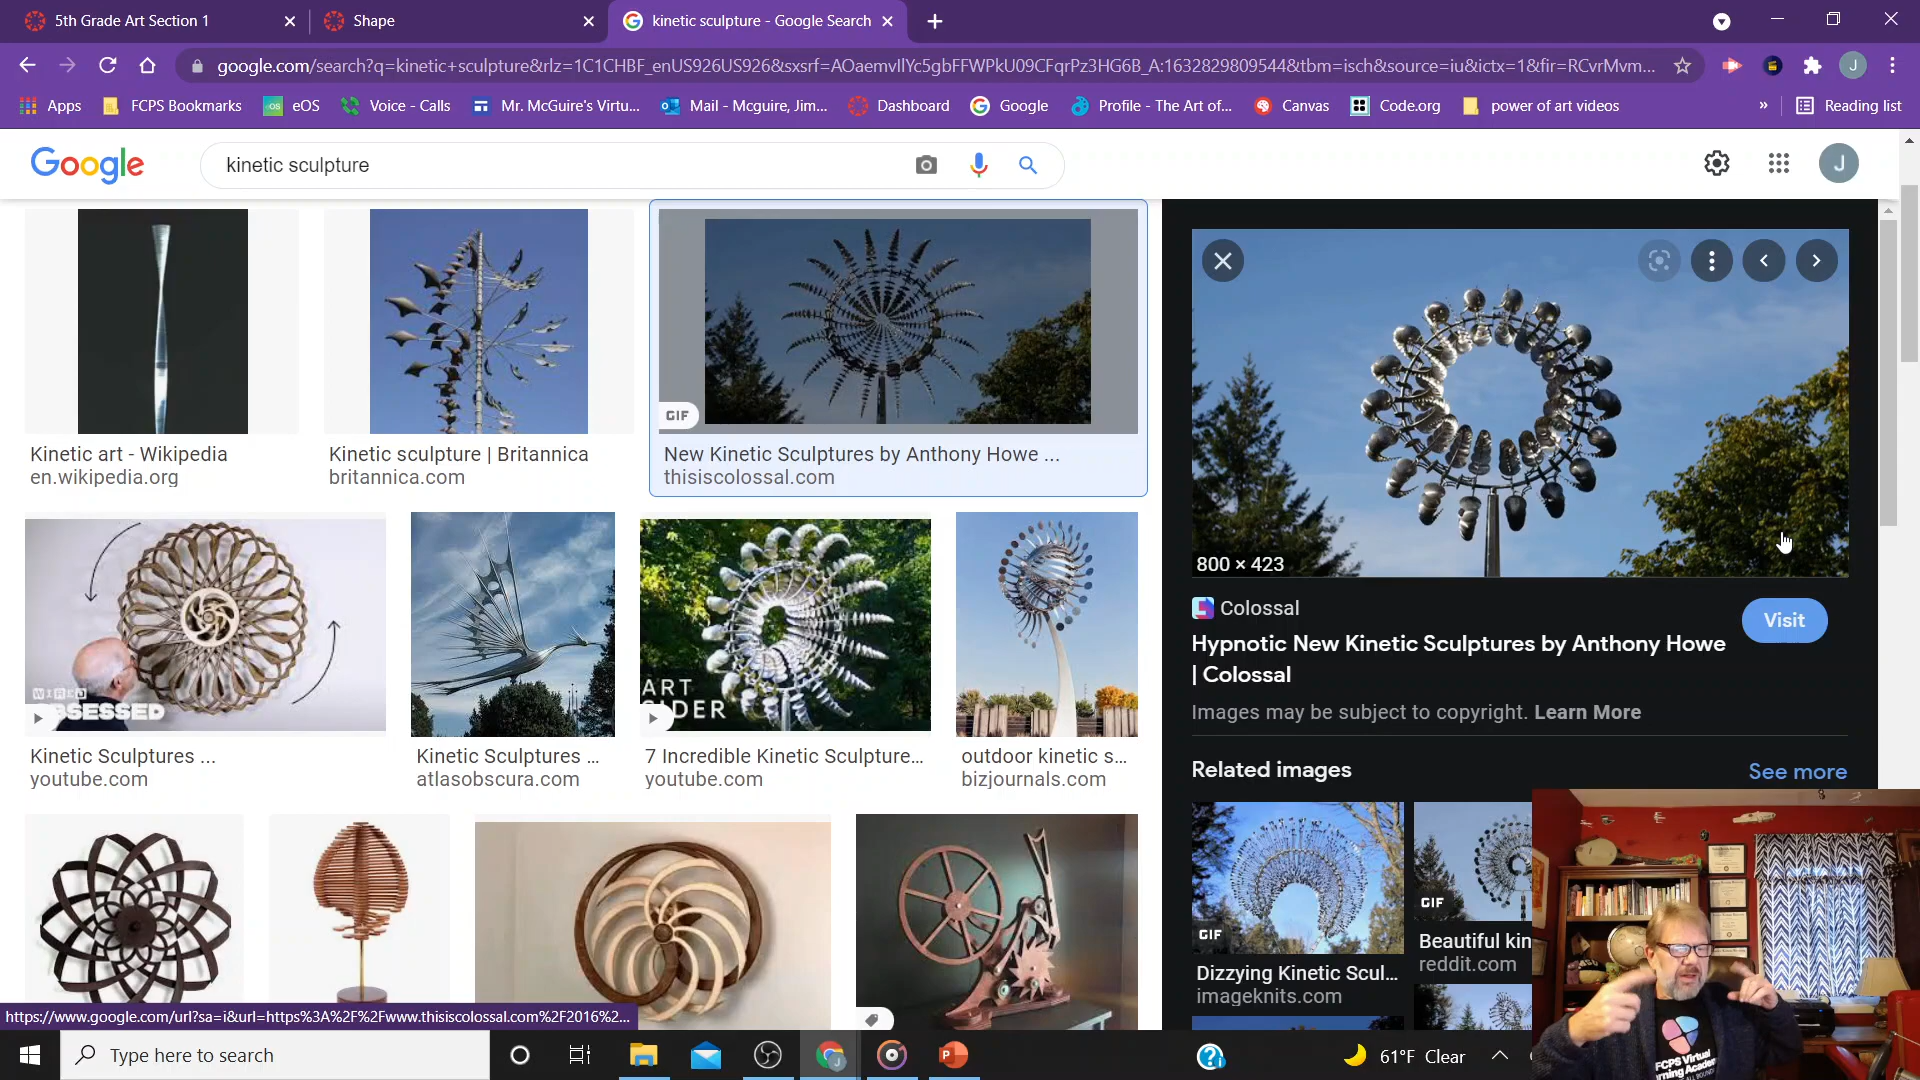 5th Grade Art Section 1
Shape
kinetic sculpture - Google Search
google.com/search?q=kinetic+sculpture&rlz=1C1CHBF_enUS926US926&sxsrf=AOaemvIlYc5gbFFWPkU09CFqrPz3HG6B_A:1632829809544&tbm=isch&source=iu&ictx=1&fir=RCvrMvm...
J
Apps
FCPS Bookmarks
eOS
Voice - Calls
Mr. McGuire's Virtu...
Mail - Mcguire, Jim...
Dashboard
Google
Profile - The Art of...
Canvas
Code.org
power of art videos
»
Reading list
Google
kinetic sculpture
J
GIF
Kinetic art - Wikipedia
en.wikipedia.org
Kinetic sculpture | Britannica
britannica.com
New Kinetic Sculptures by Anthony Howe ...
thisiscolossal.com
800 × 423
Colossal
Visit
Hypnotic New Kinetic Sculptures by Anthony Howe
| Colossal
Images may be subject to copyright. Learn More
WIRED
OBSESSED
ART
IDER
Kinetic Sculptures ...
youtube.com
Kinetic Sculptures ...
atlasobscura.com
7 Incredible Kinetic Sculpture...
youtube.com
outdoor kinetic s...
bizjournals.com
Related images
See more
GIF
Dizzying Kinetic Scul...
imageknits.com
GIF
Beautiful kin
reddit.com
FCPS Virtual
rning Academ
https://www.google.com/url?sa=i&url=https%3A%2F%2Fwww.thisiscolossal.com%2F2016%2...
Type here to search
61°F Clear